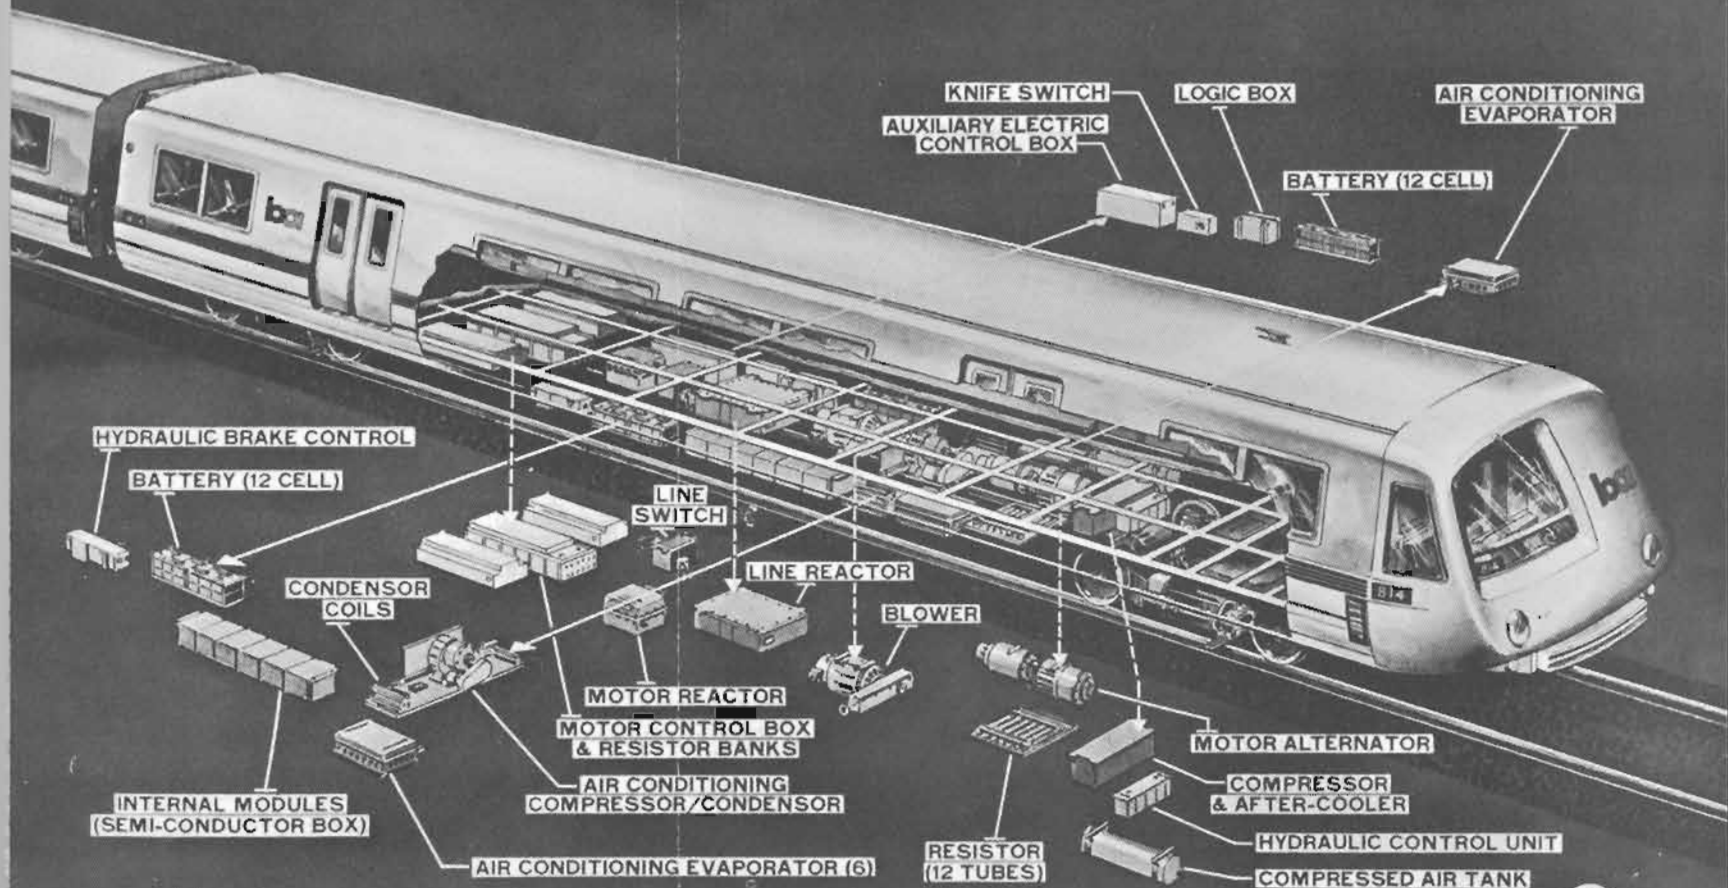 KNIFE SWITCH
LOGIC BOX
AIR CONDITIONING
EVAPORATOR
AUXILIARY ELECTRIC
CONTROL BOX
BATTERY (12 CELL)
HYDRAULIC BRAKE CONTROL
BATTERY (12 CELL)
LINE
SWITCH
CONDENSOR
COILS
LINE REACTOR
BLOWER
MOTOR REACTOR
MOTOR CONTROL BOX
& RESISTOR BANKS
MOTOR ALTERNATOR
AIR CONDITIONING
COMPRESSOR/CONDENSOR
COMPRESSOR
& AFTER-COOLER
INTERNAL MODULES
(SEMI-CONDUCTOR BOX)
HYDRAULIC CONTROL UNIT
AIR CONDITIONING EVAPORATOR (6)
RESISTOR
(12 TUBES)
COMPRESSED AIR TANK
ba
814